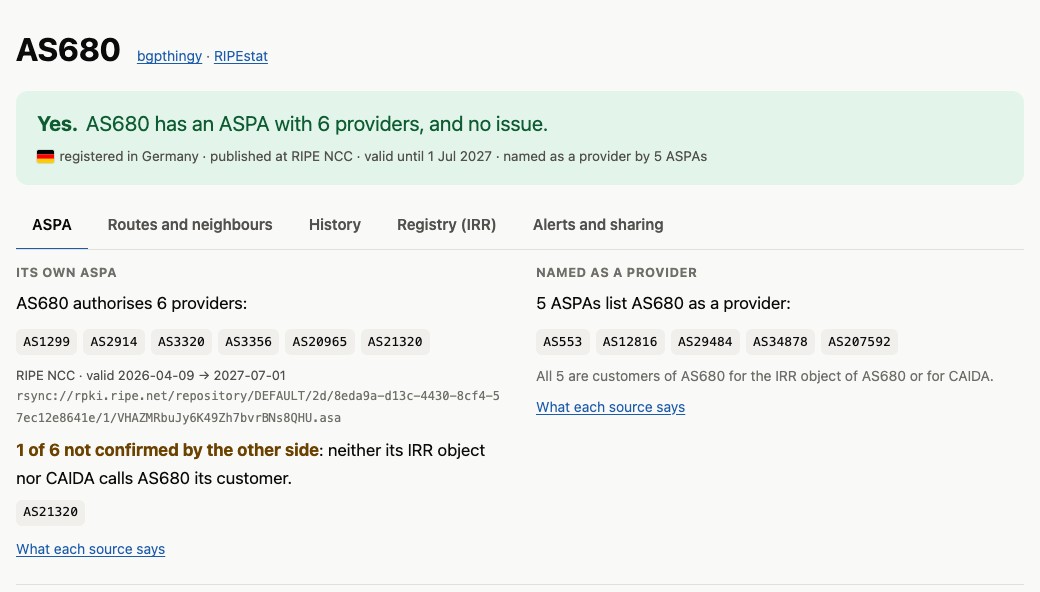 AS680 bgpthingy · RIPEstat
Yes. AS680 has an ASPA with 6 providers, and no issue.
registered in Germany · published at RIPE NCC · valid until 1 Jul 2027 · named as a provider by 5 ASPAs
ASPA Routes and neighbours History Registry (IRR) Alerts and sharing
ITS OWN ASPA
AS680 authorises 6 providers:
AS1299 AS2914 AS3320 AS3356 AS20965 AS21320
RIPE NCC · valid 2026-04-09 → 2027-07-01
rsync://rpki.ripe.net/repository/DEFAULT/2d/8eda9a-d13c-4430-8cf4-5
7ec12e8641e/1/VHAZMRbuJy6K49Zh7bvrBNs8QHU.asa
1 of 6 not confirmed by the other side: neither its IRR object
nor CAIDA calls AS680 its customer.
AS21320
What each source says
NAMED AS A PROVIDER
5 ASPAs list AS680 as a provider:
AS553 AS12816 AS29484 AS34878 AS207592
All 5 are customers of AS680 for the IRR object of AS680 or for CAIDA.
What each source says